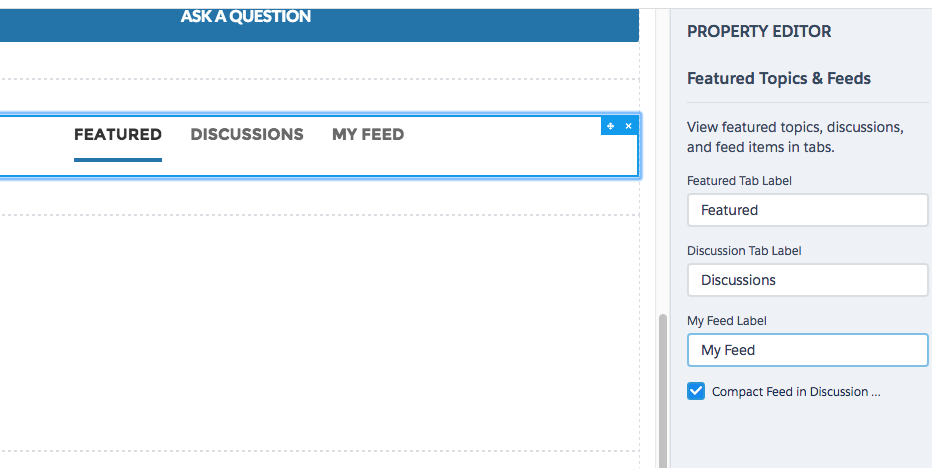 ASK A QUESTION
FEATURED DISCUSSIONS MY FEED
PROPERTY EDITOR
Featured Topics & Feeds
View featured topics, discussions,
and feed items in tabs.
Featured Tab Label
Featured
Discussion Tab Label
Discussions
My Feed Label
My Feed
Compact Feed in Discussion ...